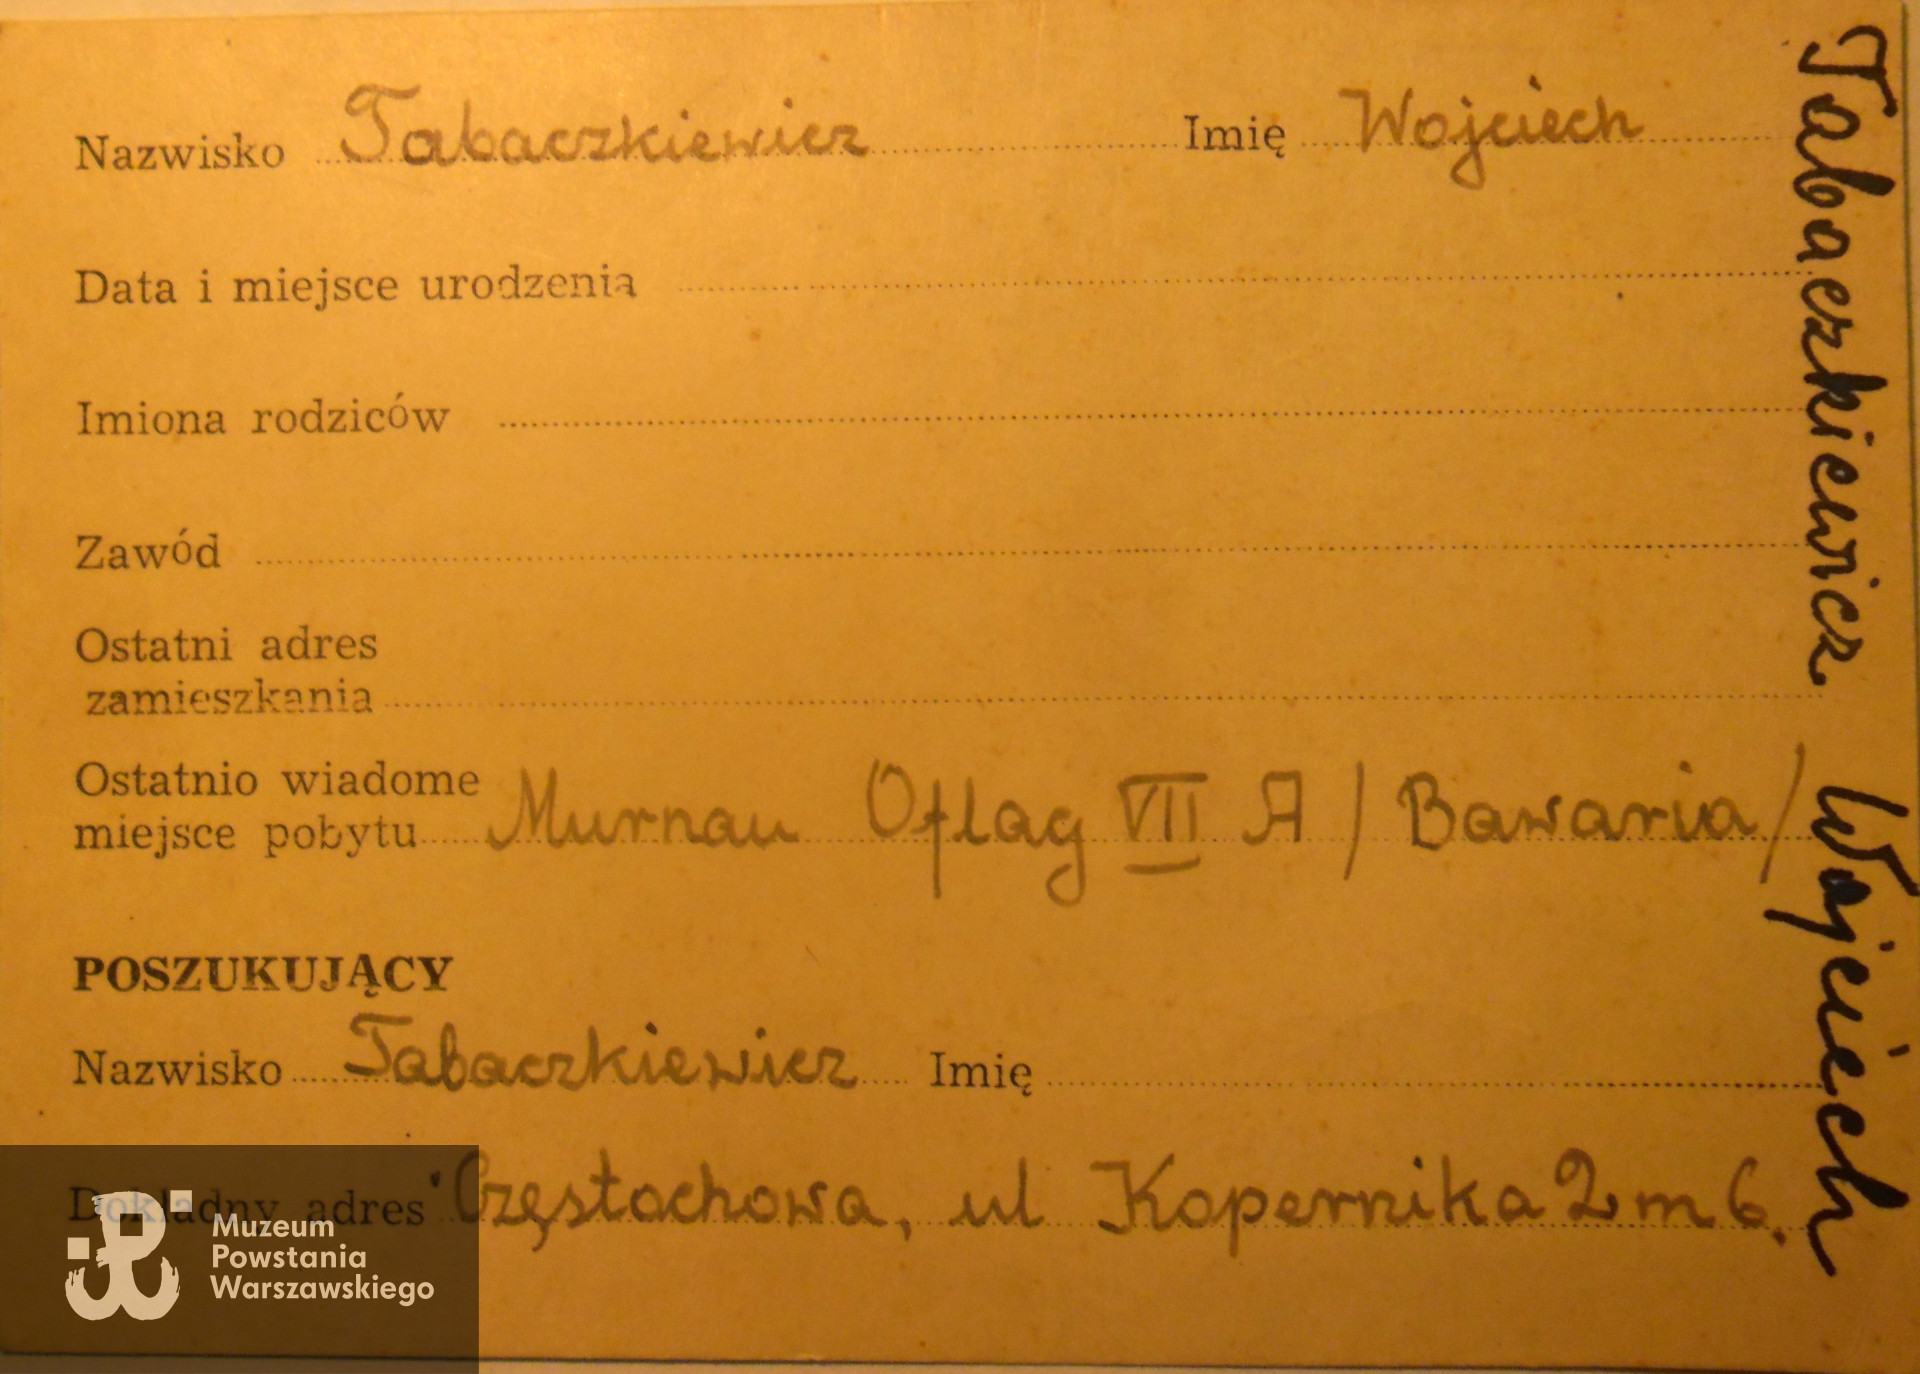 Nazwisko Tabaczkiewicz Imię Wojciech
Data i miejsce urodzenia
Imiona rodziców
Zawód
Ostatni adres
zamieszkania
Ostatnio wiadome
miejsce pobytu Murnau Oflag VII A / Bawaria /
POSZUKUJĄCY
Nazwisko Tabaczkiewicz Imię
Dokładny adres Częstochowa, ul Kopernika 2 m 6.
Tabaczkiewicz Wojciech
Muzeum
Powstania
Warszawskiego